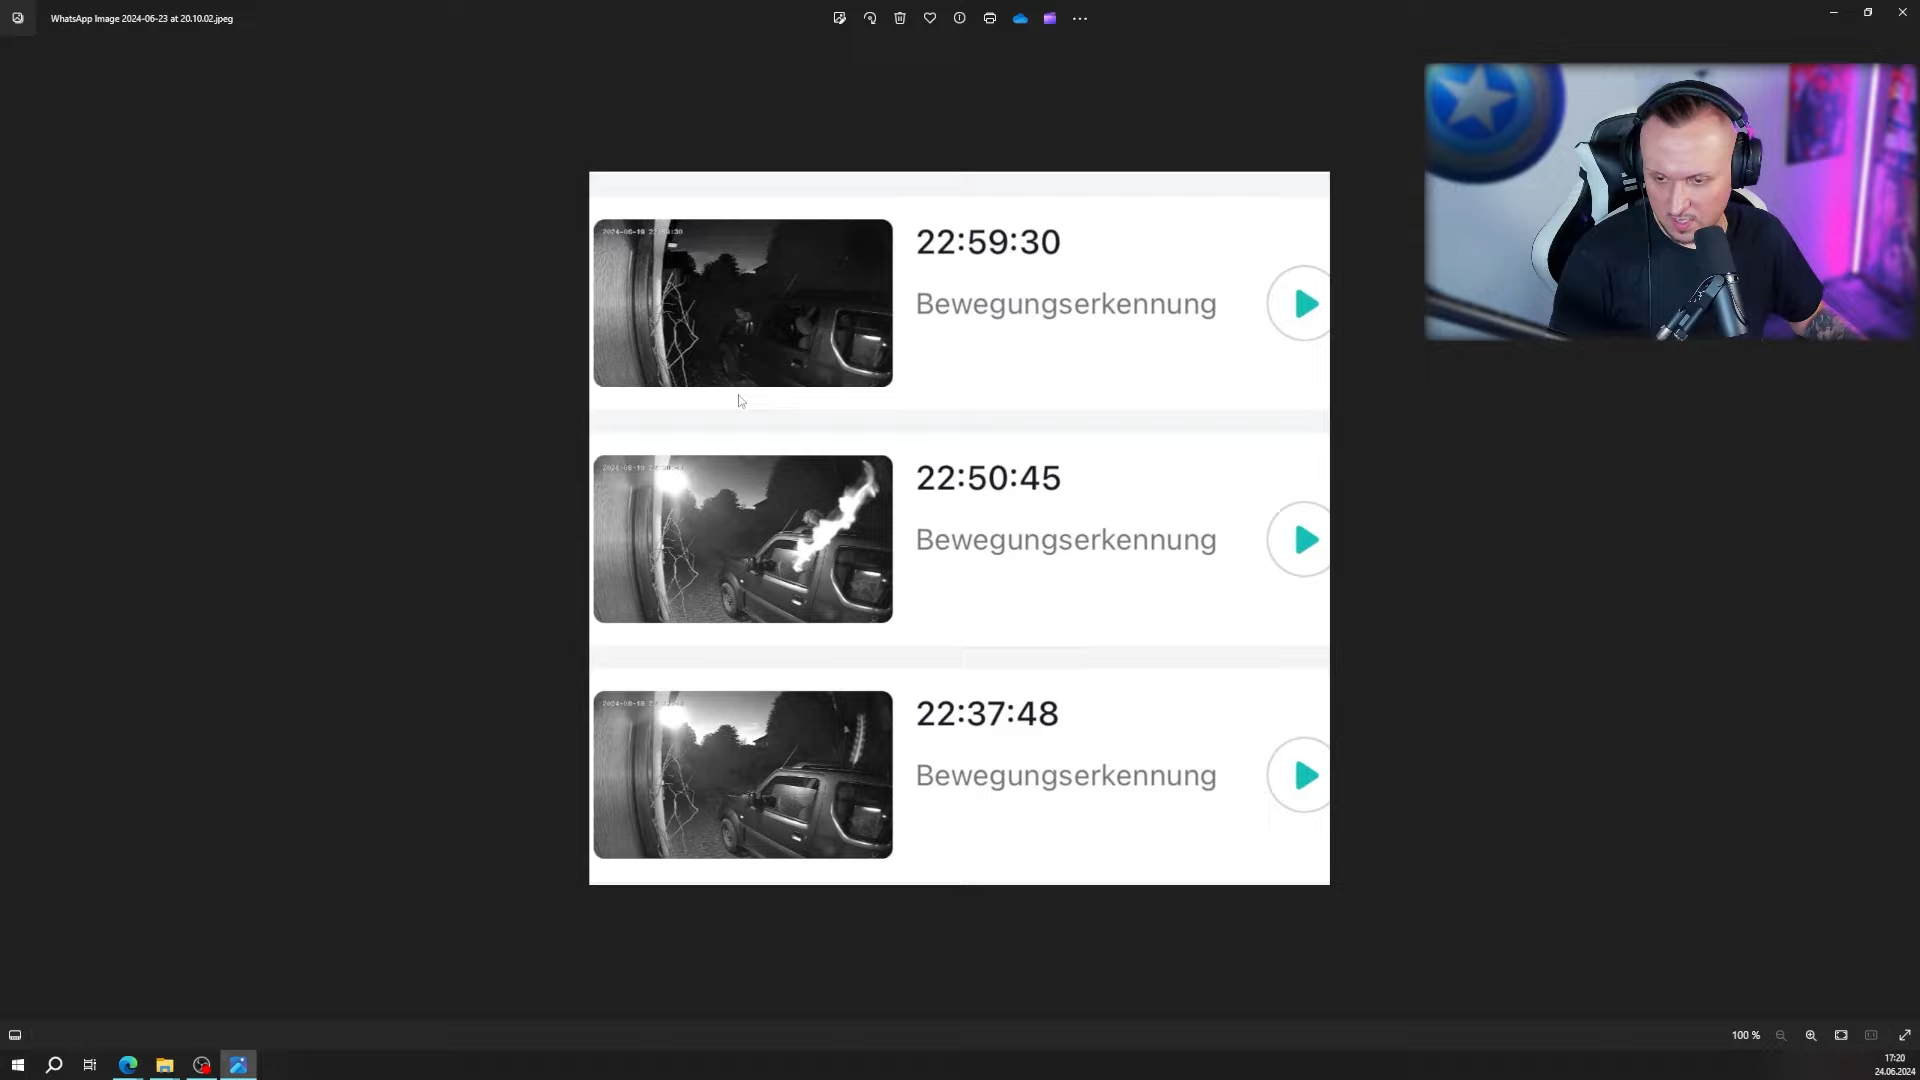 WhatsApp Image 2024-06-23 at 20.10.02.jpeg
22:59:30
Bewegungserkennung
22:50:45
Bewegungserkennung
22:37:48
Bewegungserkennung
100 %
17:20
24.06.2024